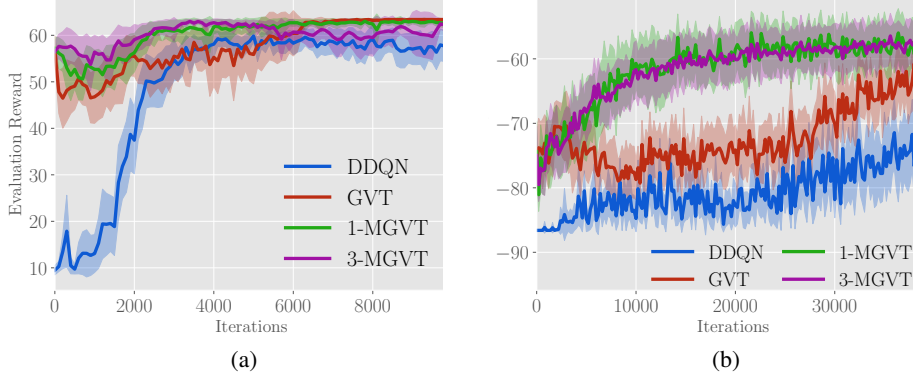 Evaluation Reward
60
50
40
30
20
10
DDQN
GVT
1-MGVT
3-MGVT
0
2000
4000
6000
8000
Iterations
(a)
−60
−70
−80
−90
DDQN
GVT
1-MGVT
3-MGVT
0
10000
20000
30000
Iterations
(b)